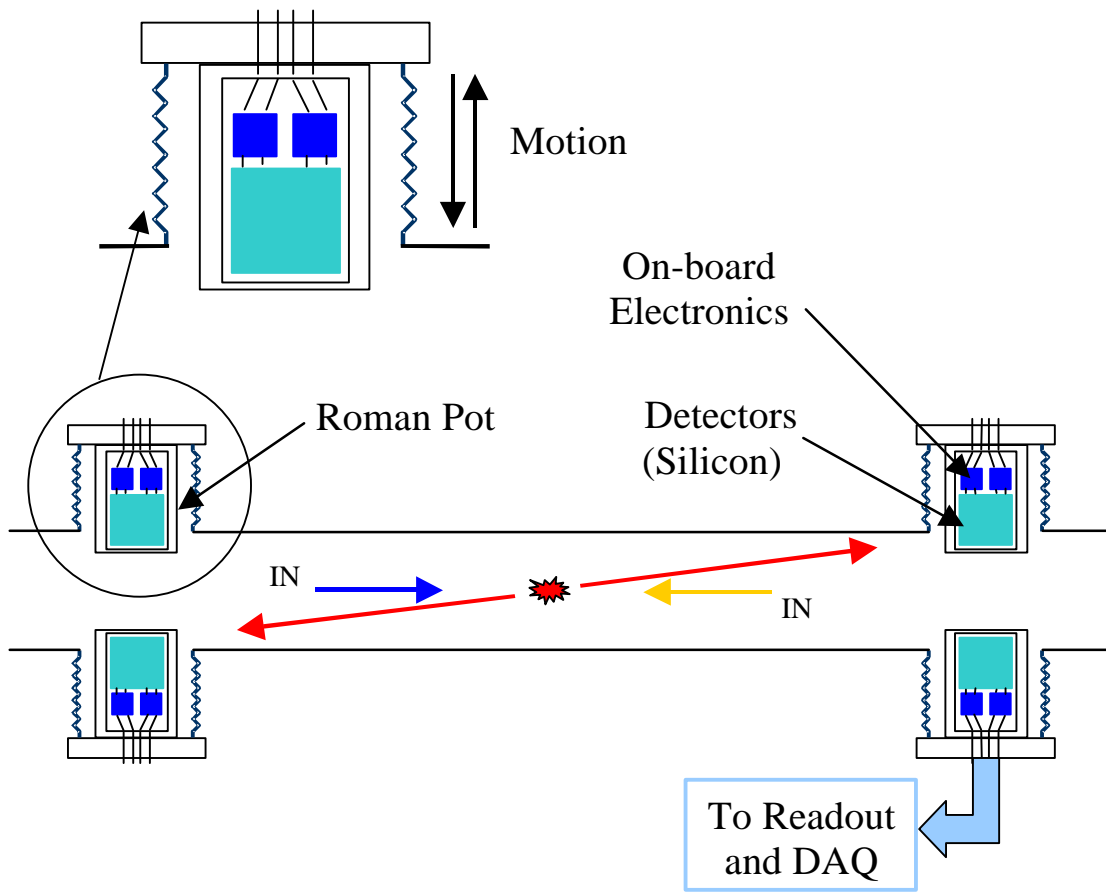 Motion
On-board
Electronics
Roman Pot
Detectors
(Silicon)
IN
IN
To Readout
and DAQ